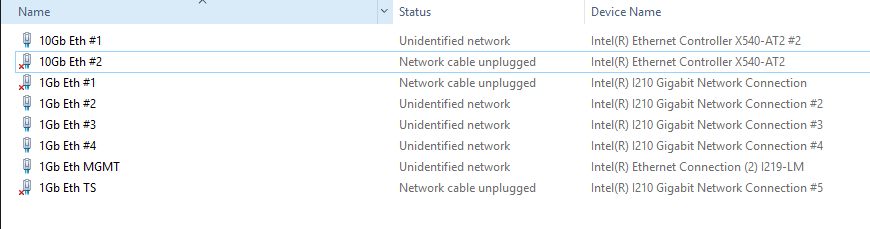 Name Status Device Name
10Gb Eth #1 Unidentified network Intel(R) Ethernet Controller X540-AT2 #2
10Gb Eth #2 Network cable unplugged Intel(R) Ethernet Controller X540-AT2
1Gb Eth #1 Network cable unplugged Intel(R) I210 Gigabit Network Connection
1Gb Eth #2 Unidentified network Intel(R) I210 Gigabit Network Connection #2
1Gb Eth #3 Unidentified network Intel(R) I210 Gigabit Network Connection #3
1Gb Eth #4 Unidentified network Intel(R) I210 Gigabit Network Connection #4
1Gb Eth MGMT Unidentified network Intel(R) Ethernet Connection (2) I219-LM
1Gb Eth TS Network cable unplugged Intel(R) I210 Gigabit Network Connection #5